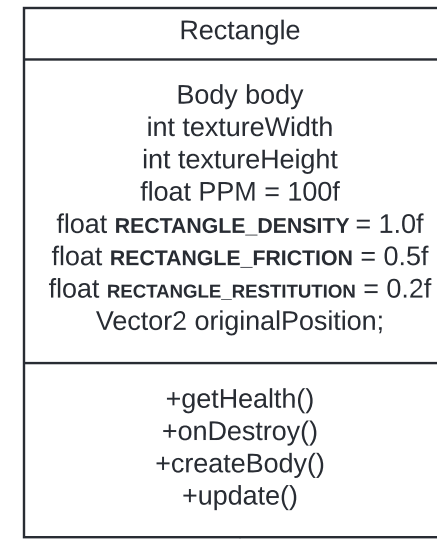 Rectangle
Body body
int textureWidth
int textureHeight
float PPM = 100f
float RECTANGLE_DENSITY = 1.0f
float RECTANGLE_FRICTION = 0.5f
float RECTANGLE_RESTITUTION = 0.2f
Vector2 originalPosition;
+getHealth()
+onDestroy()
+createBody()
+update()